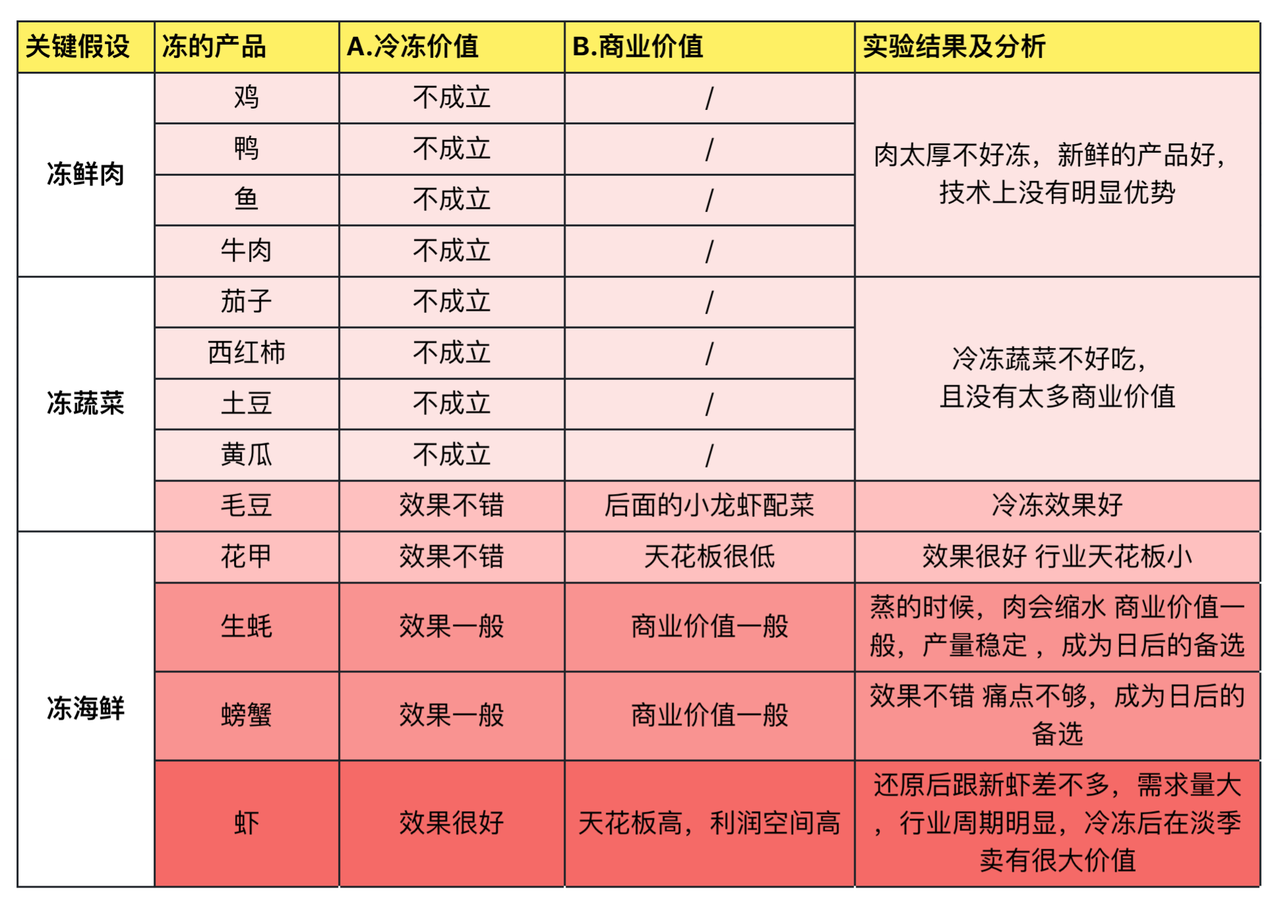 关键假设 冻的产品 A.冷冻价值 B.商业价值 实验结果及分析
冻鲜肉
鸡 不成立 /
鸭 不成立 /
鱼 不成立 /
牛肉 不成立 /
肉太厚不好冻，新鲜的产品好，
技术上没有明显优势
冻蔬菜
茄子 不成立 /
西红柿 不成立 /
土豆 不成立 /
黄瓜 不成立 /
冷冻蔬菜不好吃，
且没有太多商业价值
毛豆 效果不错 后面的小龙虾配菜 冷冻效果好
冻海鲜
花甲 效果不错 天花板很低 效果很好 行业天花板小
生蚝 效果一般 商业价值一般
蒸的时候，肉会缩水 商业价值一
般，产量稳定 ，成为日后的备选
螃蟹 效果一般 商业价值一般
效果不错 痛点不够，成为日后的
备选
虾 效果很好 天花板高，利润空间高
还原后跟新虾差不多，需求量大
，行业周期明显，冷冻后在淡季
卖有很大价值